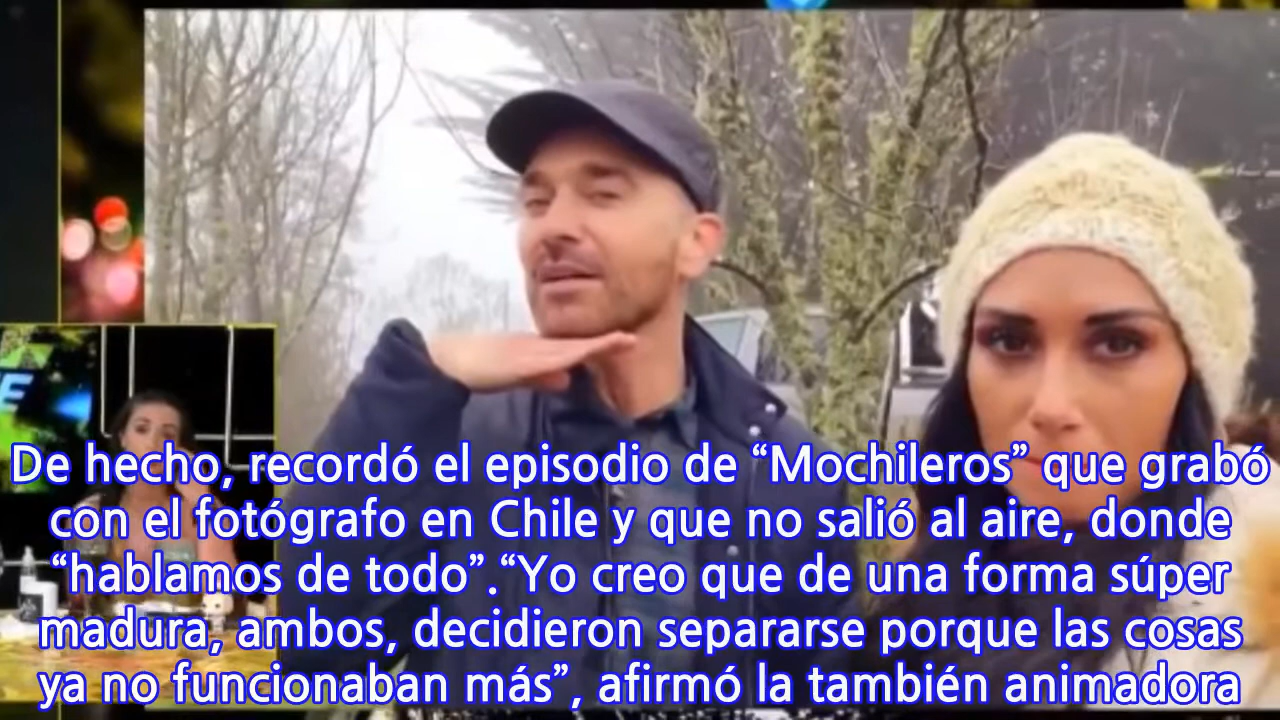 De hecho, recordó el episodio de “Mochileros” que grabó
con el fotógrafo en Chile y que no salió al aire, donde
“hablamos de todo”.“Yo creo que de una forma súper
madura, ambos, decidieron separarse porque las cosas
ya no funcionaban más”, afirmó la también animadora
E